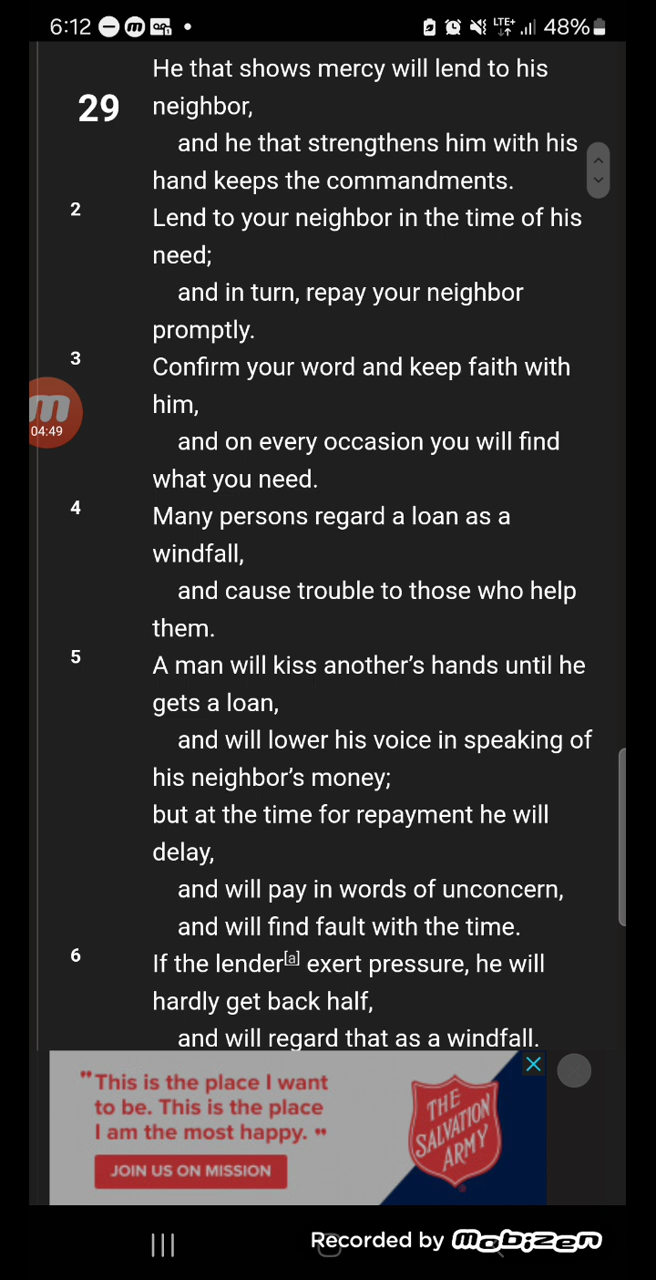 6:12
LTE+ 48%
He that shows mercy will lend to his
29 neighbor,
and he that strengthens him with his
hand keeps the commandments.
2 Lend to your neighbor in the time of his
need;
and in turn, repay your neighbor
promptly.
3 Confirm your word and keep faith with
him,
04:49
and on every occasion you will find
what you need.
4 Many persons regard a loan as a
windfall,
and cause trouble to those who help
them.
5 A man will kiss another’s hands until he
gets a loan,
and will lower his voice in speaking of
his neighbor’s money;
but at the time for repayment he will
delay,
and will pay in words of unconcern,
and will find fault with the time.
6 If the lender[a] exert pressure, he will
hardly get back half,
and will regard that as a windfall.
"This is the place I want
to be. This is the place
I am the most happy. "
JOIN US ON MISSION
THE
SALVATION
ARMY
Recorded by mobizen